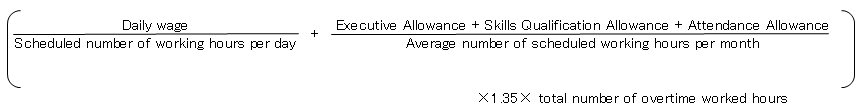 Daily wage
Scheduled number of working hours per day
+
Executive Allowance + Skills Qualification Allowance + Attendance Allowance
Average number of scheduled working hours per month
×1.35× total number of overtime worked hours